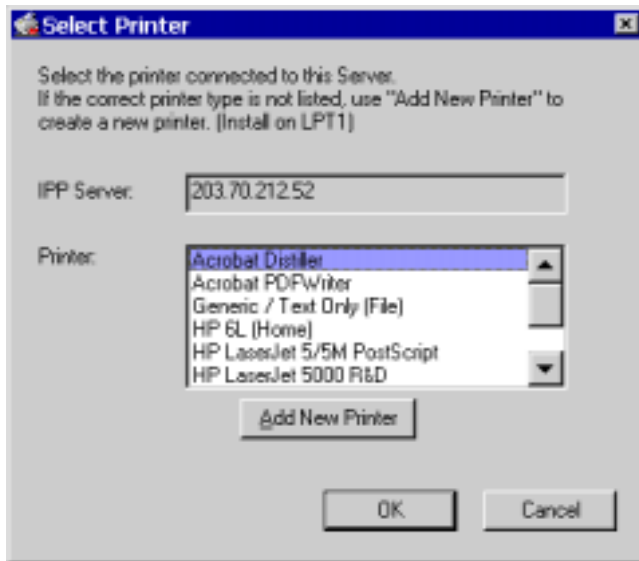 Select Printer
Select the printer connected to this Server.
If the correct printer type is not listed, use "Add New Printer" to
create a new printer. (Install on LPT1)
IPP Server: 203.70.212.52
Printer: Acrobat Distiller
Acrobat PDFWriter
Generic / Text Only (File)
HP 6L (Home)
HP LaserJet 5/5M PostScript
HP LaserJet 5000 R&D
Add New Printer
OK Cancel